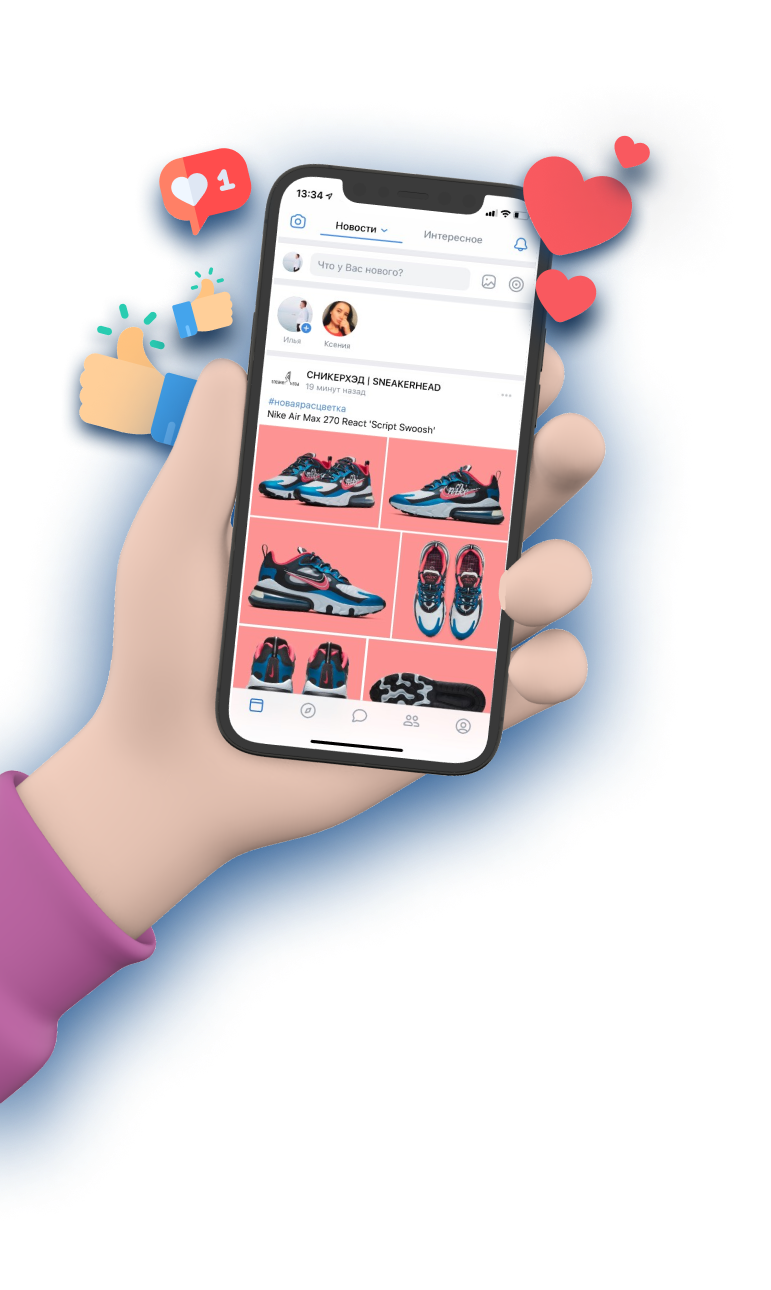 1
13:34
Новости
Интересное
Что у Вас нового?
Илья
Ксения
СНИКЕРХЭД | SNEAKERHEAD
19 минут назад
#новаярасцветка
Nike Air Max 270 React 'Script Swoosh'